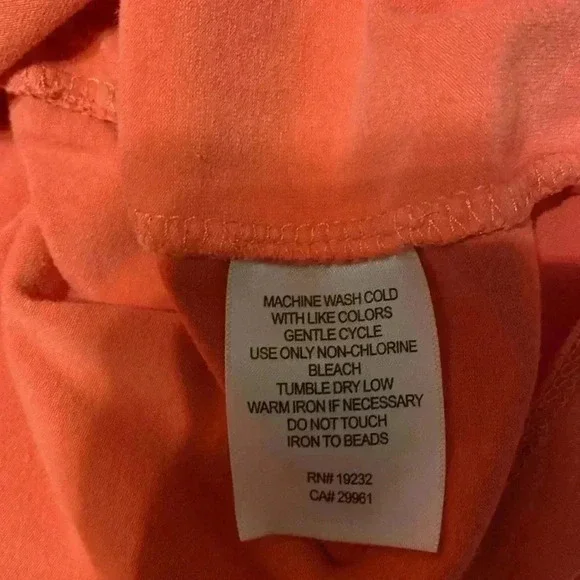 MACHINE WASH COLD
WITH LIKE COLORS
GENTLE CYCLE
USE ONLY NON-CHLORINE
BLEACH
TUMBLE DRY LOW
WARM IRON IF NECESSARY
DO NOT TOUCH
IRON TO BEADS
RN# 19232
CA# 29961